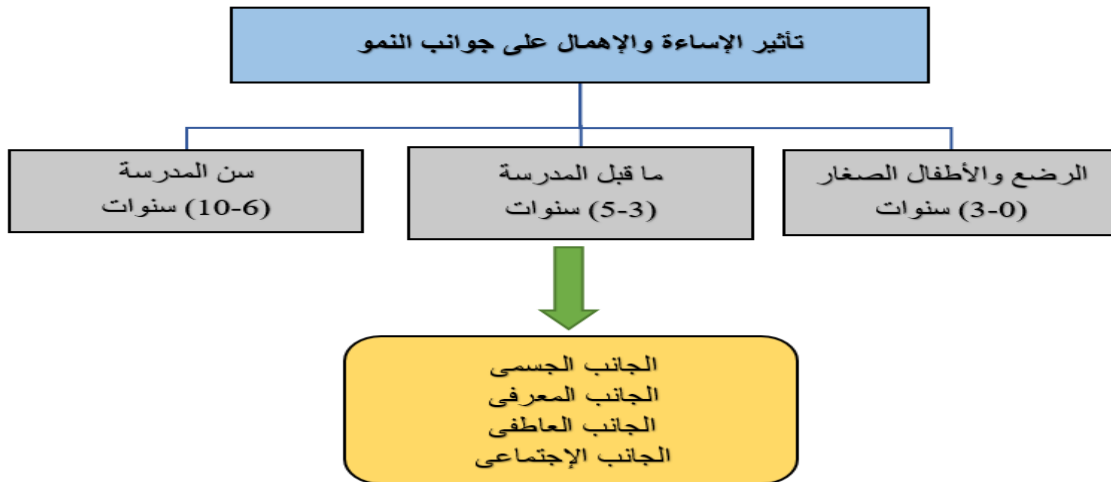 تأثير الإساءة والإهمال على جوانب النمو
الرضع والأطفال الصغار
(0-3) سنوات
ما قبل المدرسة
(3-5) سنوات
سن المدرسة
(6-10) سنوات
الجانب الجسمى
الجانب المعرفى
الجانب العاطفى
الجانب الإجتماعى